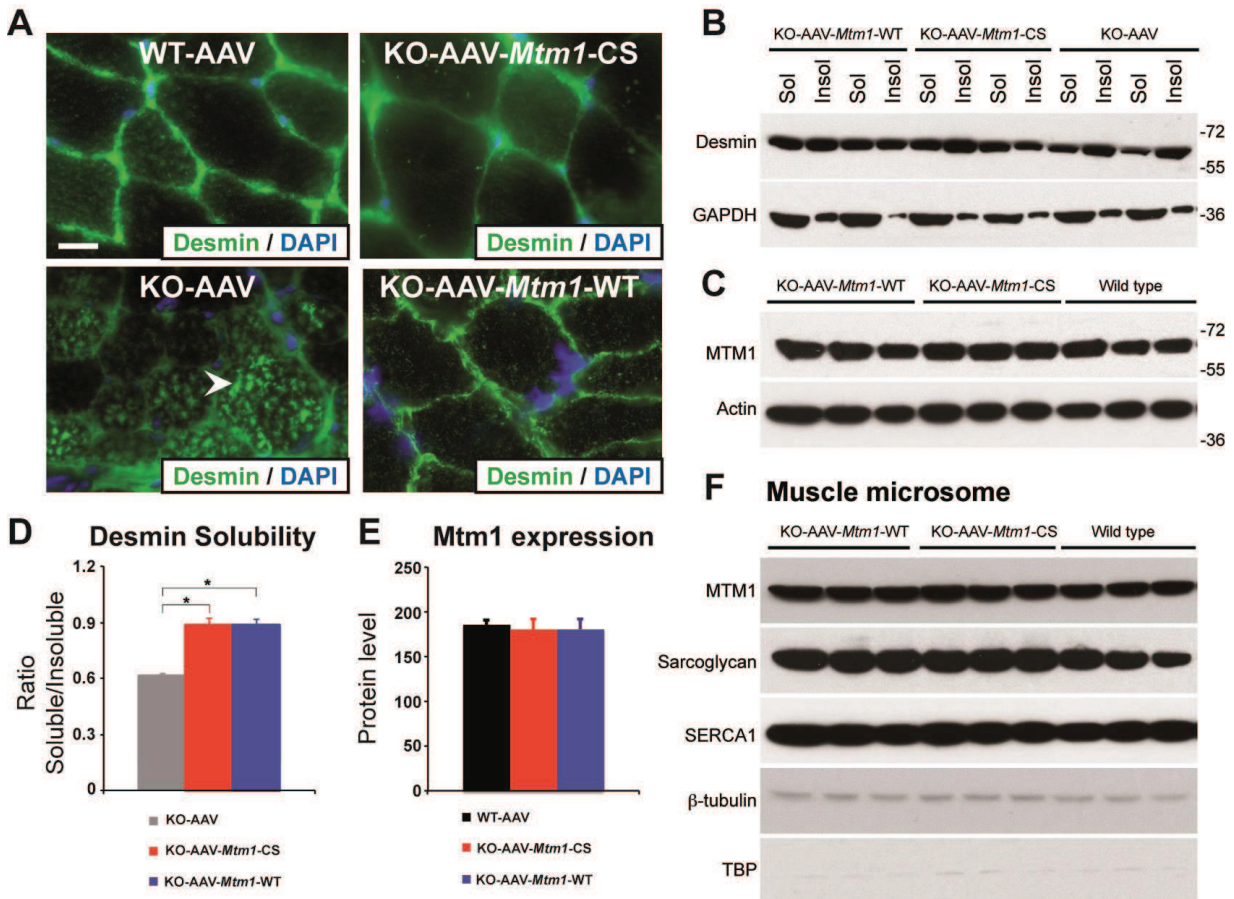 A
WT-AAV
Desmin / DAPI
KO-AAV-Mtm1-CS
Desmin / DAPI
KO-AAV
Desmin / DAPI
KO-AAV-Mtm1-WT
Desmin / DAPI
B
KO-AAV-Mtm1-WT KO-AAV-Mtm1-CS KO-AAV
Sol Insol Sol Insol Sol Insol Sol Insol Sol Insol Sol Insol
Desmin
-72
-55
GAPDH
-36
C
KO-AAV-Mtm1-WT KO-AAV-Mtm1-CS Wild type
MTM1
-72
-55
Actin
-36
D Desmin Solubility
Ratio
Soluble/Insoluble
1.2
0.9
0.6
0.3
0
*
*
KO-AAV
KO-AAV-Mtm1-CS
KO-AAV-Mtm1-WT
E Mtm1 expression
Protein level
250
200
150
100
50
0
WT-AAV
KO-AAV-Mtm1-CS
KO-AAV-Mtm1-WT
F Muscle microsome
KO-AAV-Mtm1-WT KO-AAV-Mtm1-CS Wild type
MTM1
Sarcoglycan
SERCA1
β-tubulin
TBP